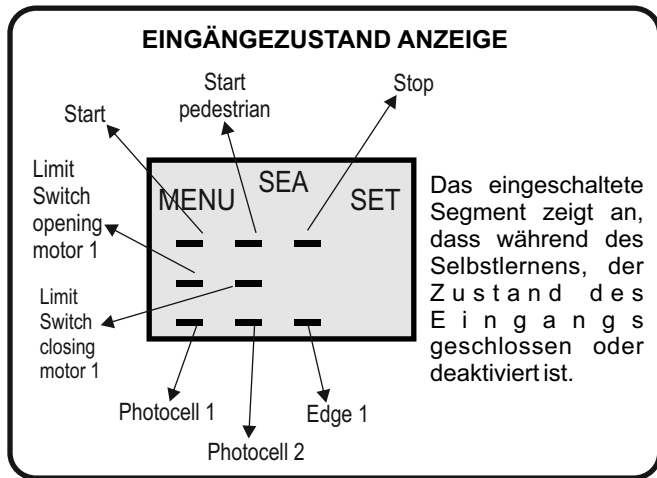 EINGÄNGEZUSTAND ANZEIGE
Start
pedestrian
Stop
Start
Limit
Switch
opening
motor 1
MENU
SEA
SET
Limit
Switch
closing
motor 1
Photocell 1
Photocell 2
Edge 1
Das eingeschaltete
Segment zeigt an,
dass während des
Selbstlernens, der
Zustand des
Eingangs
geschlossen oder
deaktiviert ist.